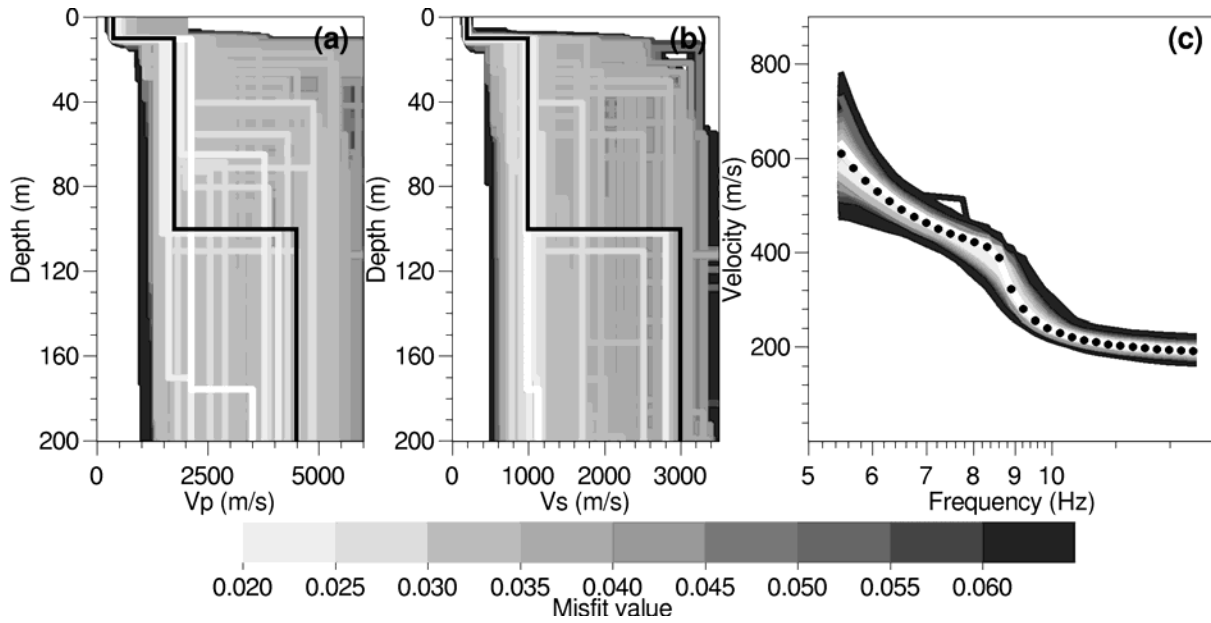 (a)
0
40
80
120
160
200
Depth (m)
0 2500 5000
Vp (m/s)
(b)
0
40
80
120
160
200
Depth (m)
0 1000 2000 3000
Vs (m/s)
(c)
800
600
400
200
Velocity (m/s)
5 6 7 8 9 10
Frequency (Hz)
0.020 0.025 0.030 0.035 0.040 0.045 0.050 0.055 0.060
Misfit value